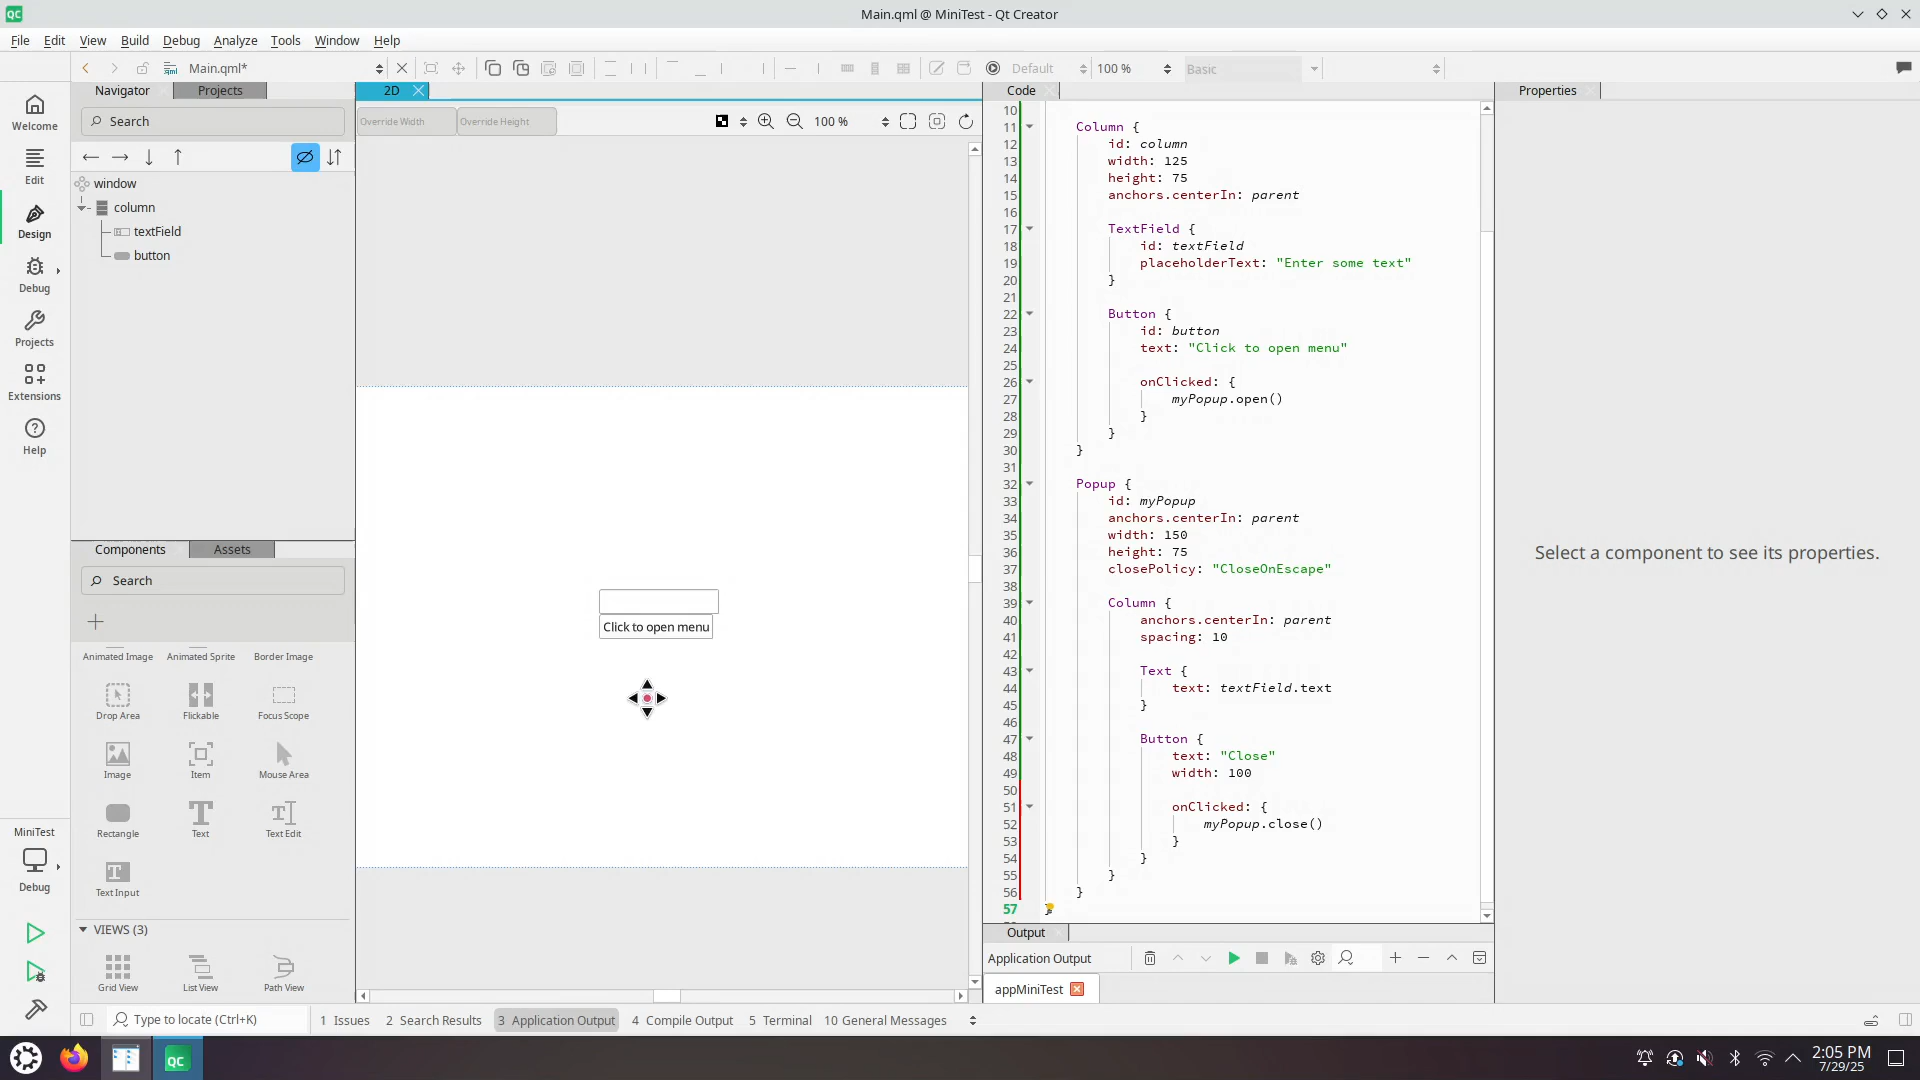 Main.qml @ MiniTest - Qt Creator
File Edit View Build Debug Analyze Tools Window Help
Main.qml*
Default
100 %
Basic
Welcome
Edit
Design
Debug
Projects
Extensions
Help
MiniTest
Debug
Navigator
Projects
Search
window
column
textField
button
Components
Assets
Search
Animated Image Animated Sprite Border Image
Drop Area Flickable Focus Scope
Image Item Mouse Area
Rectangle Text Text Edit
Text Input
VIEWS (3)
Grid View List View Path View
2D
Override Width Override Height 100 %
Click to open menu
Code
10
11 Column {
12 id: column
13 width: 125
14 height: 75
15 anchors.centerIn: parent
16
17 TextField {
18 id: textField
19 placeholderText: "Enter some text"
20 }
21
22 Button {
23 id: button
24 text: "Click to open menu"
25
26 onClicked: {
27 myPopup.open()
28 }
29 }
30 }
31
32 Popup {
33 id: myPopup
34 anchors.centerIn: parent
35 width: 150
36 height: 75
37 closePolicy: "CloseOnEscape"
38
39 Column {
40 anchors.centerIn: parent
41 spacing: 10
42
43 Text {
44 text: textField.text
45 }
46
47 Button {
48 text: "Close"
49 width: 100
50
51 onClicked: {
52 myPopup.close()
53 }
54 }
55 }
56 }
57 }
Output
Application Output
appMiniTest
Properties
Select a component to see its properties.
Type to locate (Ctrl+K)
1 Issues 2 Search Results 3 Application Output 4 Compile Output 5 Terminal 10 General Messages
QC
2:05 PM
7/29/25